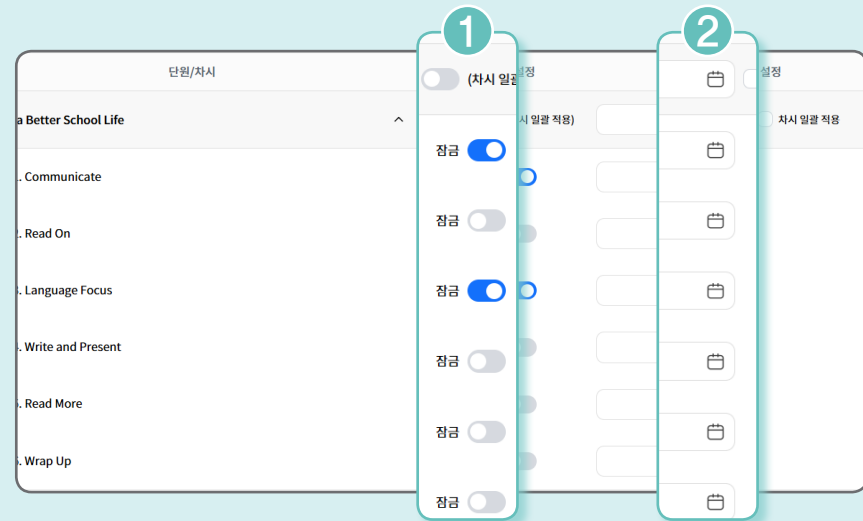 1
2
단원/차시
설정
설정
(차시 일괄
a Better School Life
시 일괄 적용)
차시 일괄 적용
잠금
. Communicate
잠금
. Read On
잠금
. Language Focus
잠금
. Write and Present
잠금
. Read More
잠금
. Wrap Up
잠금